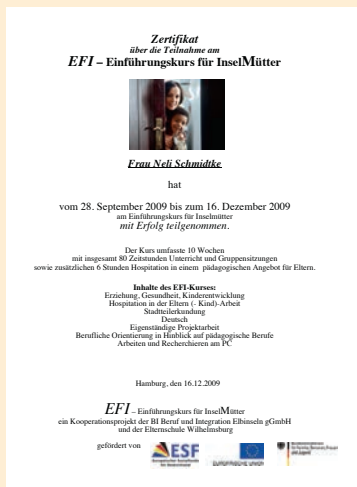 Zertifikat
über die Teilnahme am
EFI – Einführungskurs für InselMütter
Frau Neli Schmidtke
hat
vom 28. September 2009 bis zum 16. Dezember 2009
am Einführungskurs für Inselmütter
mit Erfolg teilgenommen.
Der Kurs umfasste 10 Wochen
mit insgesamt 80 Zeitstunden Unterricht und Gruppensitzungen
sowie zusätzlichen 6 Stunden Hospitation in einem pädagogischen Angebot für Eltern.
Inhalte des EFI-Kurses:
Erziehung, Gesundheit, Kinderentwicklung
Hospitation in der Eltern (- Kind)-Arbeit
Stadtteilerkundung
Deutsch
Eigenständige Projektarbeit
Berufliche Orientierung in Hinblick auf pädagogische Berufe
Arbeiten und Recherchieren am PC
Hamburg, den 16.12.2009
EFI – Einführungskurs für InselMütter
ein Kooperationsprojekt der BI Beruf und Integration Elbinseln gGmbH
und der Elternschule Wilhelmsburg
gefördert von ESF
EUROPÄISCHE UNION